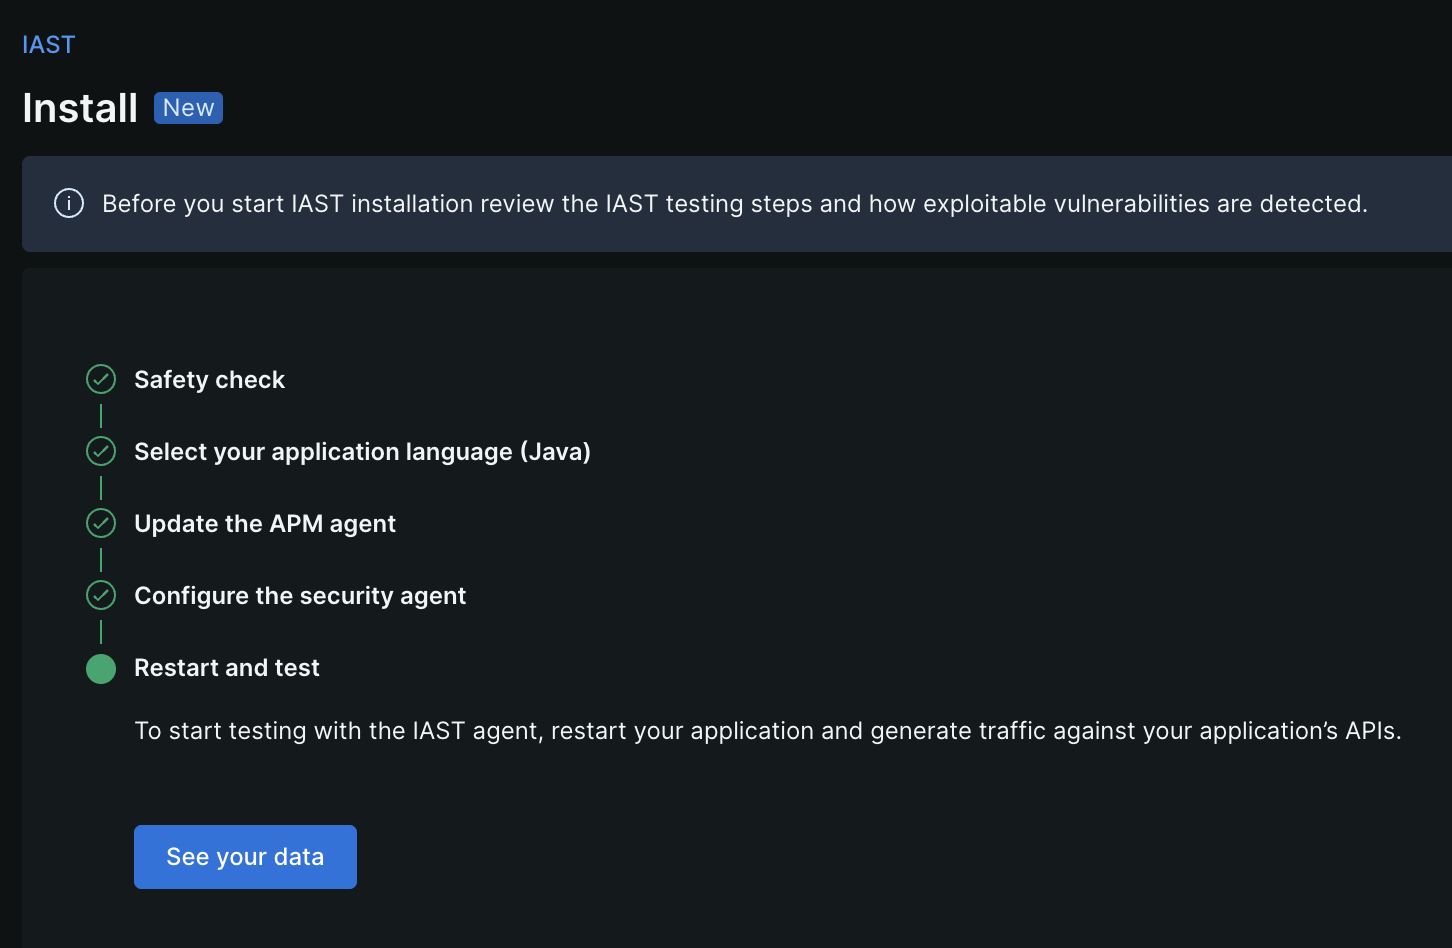 IAST
Install New
Before you start IAST installation review the IAST testing steps and how exploitable vulnerabilities are detected.
Safety check
Select your application language (Java)
Update the APM agent
Configure the security agent
Restart and test
To start testing with the IAST agent, restart your application and generate traffic against your application’s APIs.
See your data